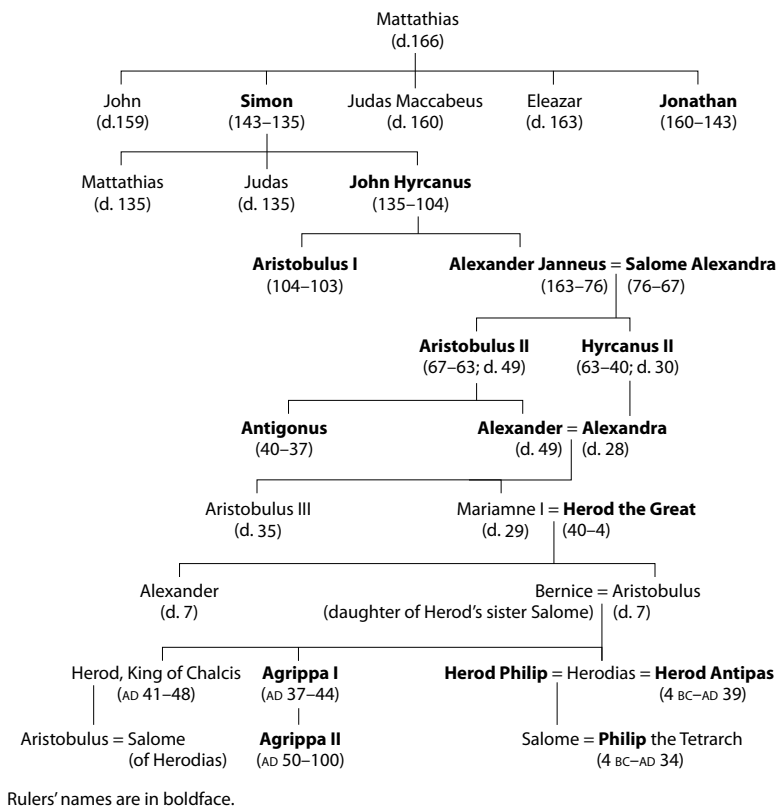 Mattathias
(d.166)
John Simon Judas Maccabeus Eleazar Jonathan
(d.159) (143–135) (d. 160) (d. 163) (160–143)
Mattathias Judas John Hyrcanus
(d. 135) (d. 135) (135–104)
Aristobulus I Alexander Janneus = Salome Alexandra
(104–103) (163–76) (76–67)
Aristobulus II Hyrcanus II
(67–63; d. 49) (63–40; d. 30)
Antigonus Alexander = Alexandra
(40–37) (d. 49) (d. 28)
Aristobulus III Mariamne I = Herod the Great
(d. 35) (d. 29) (40–4)
Alexander Bernice = Aristobulus
(d. 7) (daughter of Herod's sister Salome) (d. 7)
Herod, King of Chalcis Agrippa I Herod Philip = Herodias = Herod Antipas
(AD 41–48) (AD 37–44) (4 BC–AD 39)
Aristobulus = Salome Agrippa II Salome = Philip the Tetrarch
(of Herodias) (AD 50–100) (4 BC–AD 34)
Rulers' names are in boldface.